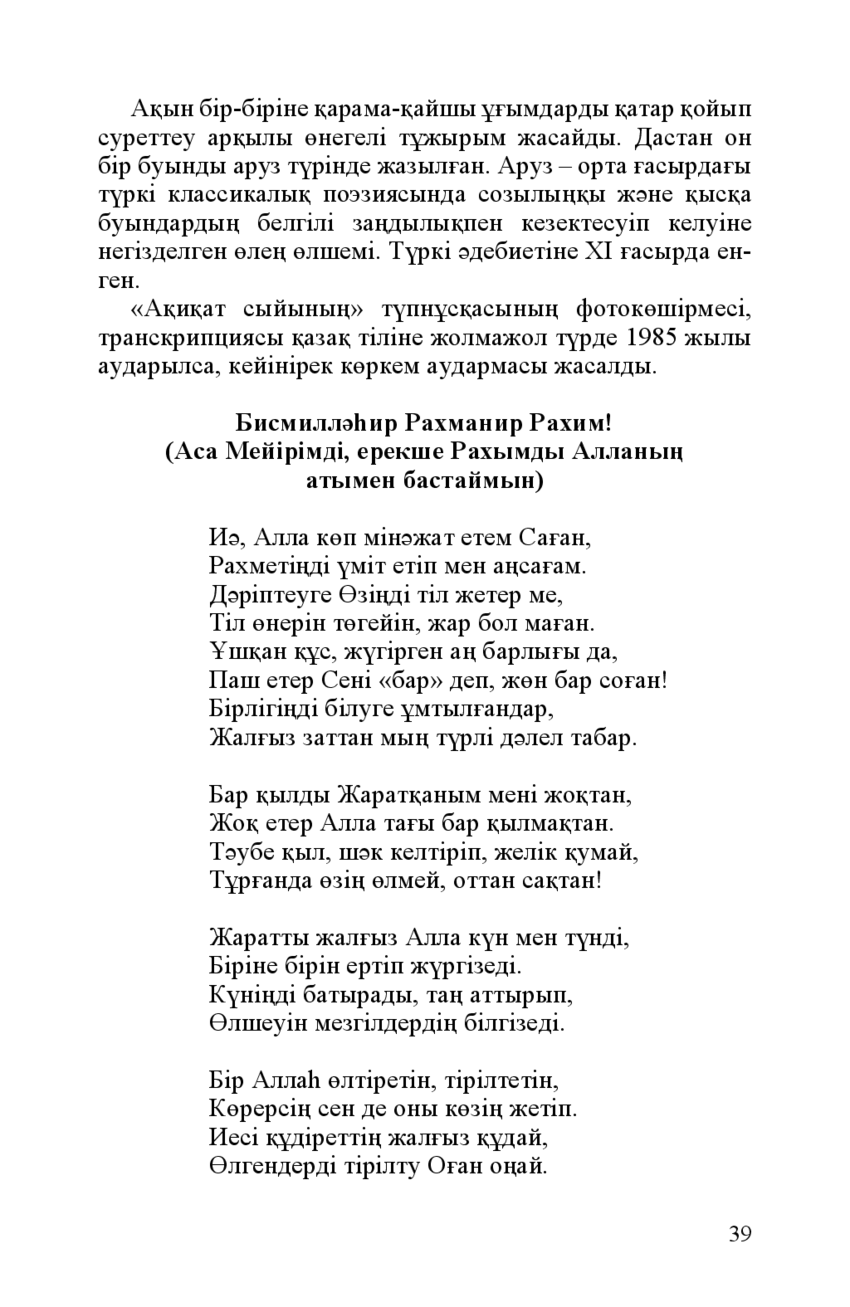 Ақын бір-біріне қарама-қайшы ұғымдарды қатар қойып
суреттеу арқылы өнегелі тұжырым жасайды. Дастан он
бір буынды аруз түрінде жазылған. Аруз – орта ғасырдағы
түркі классикалық поэзиясында созылыңқы және қысқа
буындардың белгілі заңдылықпен кезектесуіп келуіне
негізделген өлең өлшемі. Түркі әдебиетіне XI ғасырда ен-
ген.
«Ақиқат сыйының» түпнұсқасының фотокөшірмесі,
транскрипциясы қазақ тіліне жолмажол түрде 1985 жылы
аударылса, кейінірек көркем аудармасы жасалды.
Бисмилләһир Рахманир Рахим!
(Аса Мейірімді, ерекше Рахымды Алланың
атымен бастаймын)
Иә, Алла көп мінәжат етем Саған,
Рахметіңді үміт етіп мен аңсағам.
Дәріптеуге Өзіңді тіл жетер ме,
Тіл өнерін төгейін, жар бол маған.
Ұшқан құс, жүгірген аң барлығы да,
Паш етер Сені «бар» деп, жөн бар соған!
Бірлігіңді білуге ұмтылғандар,
Жалғыз заттан мың түрлі дәлел табар.
Бар қылды Жаратқаным мені жоқтан,
Жоқ етер Алла тағы бар қылмақтан.
Тәубе қыл, шәк келтіріп, желік қумай,
Тұрғанда өзің өлмей, оттан сақтан!
Жаратты жалғыз Алла күн мен түнді,
Біріне бірін ертіп жүргізеді.
Күніңді батырады, таң аттырып,
Өлшеуін мезгілдердің білгізеді.
Бір Аллаһ өлтіретін, тірілтетін,
Көрерсің сен де оны көзің жетіп.
Иесі құдіреттің жалғыз құдай,
Өлгендерді тірілту Оған оңай.
39